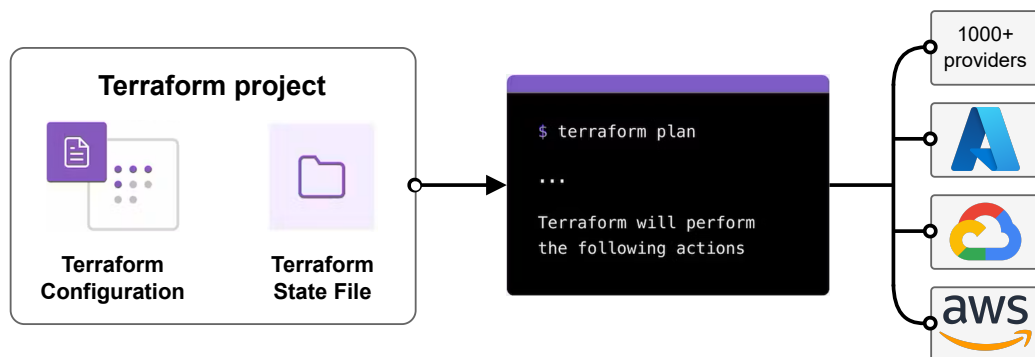 Terraform project
Terraform
Configuration
Terraform
State File
$ terraform plan
...
Terraform will perform
the following actions
1000+
providers
aws